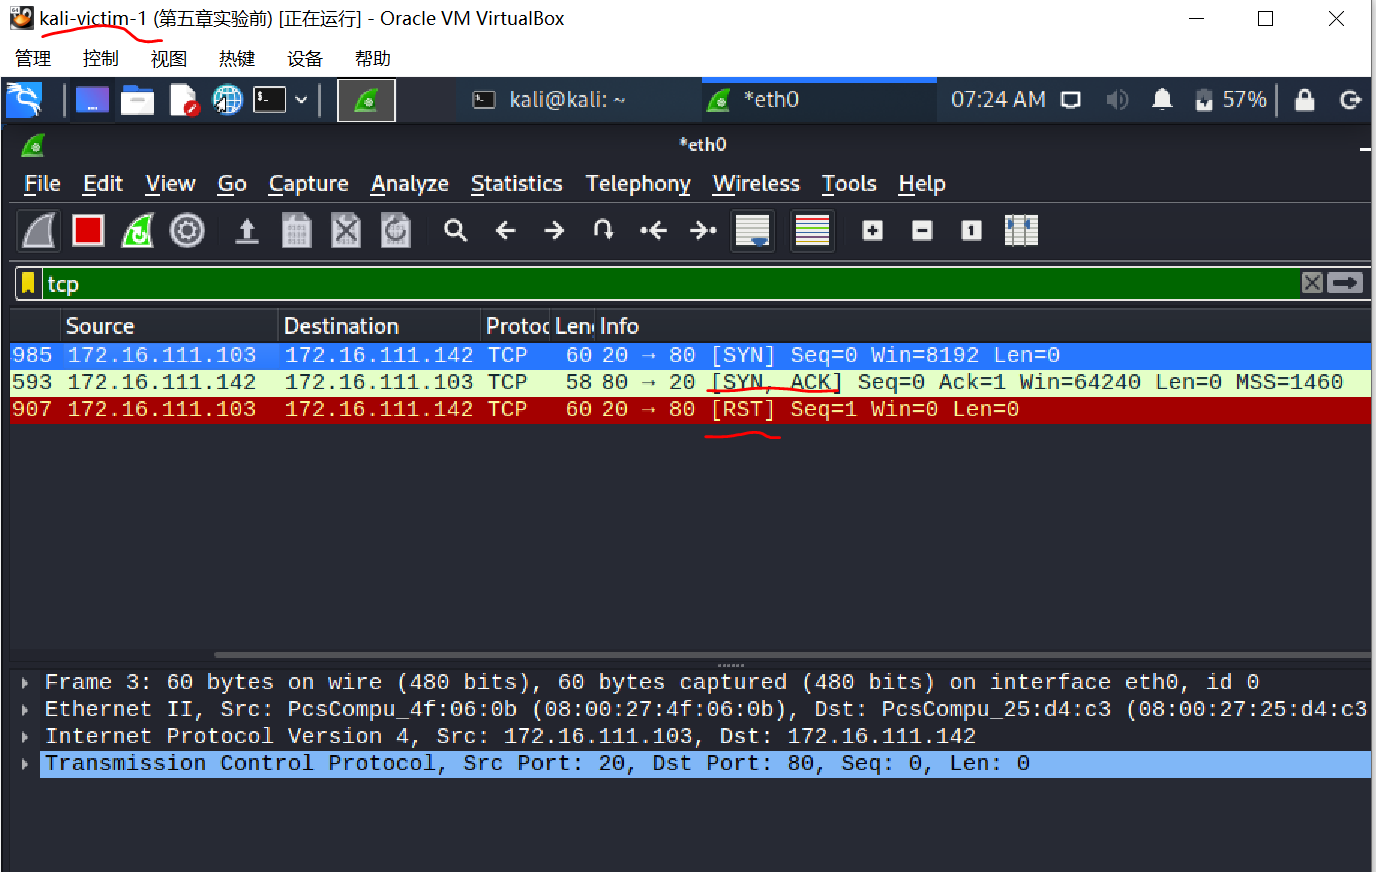 kali-victim-1 (第五章实验前) [正在运行] - Oracle VM VirtualBox
管理 控制 视图 热键 设备 帮助
kali@kali: ~ *eth0 07:24 AM 57%
*eth0
File Edit View Go Capture Analyze Statistics Telephony Wireless Tools Help
tcp
Source Destination Protoc Len Info
985 172.16.111.103 172.16.111.142 TCP 60 20 → 80 [SYN] Seq=0 Win=8192 Len=0
593 172.16.111.142 172.16.111.103 TCP 58 80 → 20 [SYN, ACK] Seq=0 Ack=1 Win=64240 Len=0 MSS=1460
907 172.16.111.103 172.16.111.142 TCP 60 20 → 80 [RST] Seq=1 Win=0 Len=0
Frame 3: 60 bytes on wire (480 bits), 60 bytes captured (480 bits) on interface eth0, id 0
Ethernet II, Src: PcsCompu_4f:06:0b (08:00:27:4f:06:0b), Dst: PcsCompu_25:d4:c3 (08:00:27:25:d4:c3
Internet Protocol Version 4, Src: 172.16.111.103, Dst: 172.16.111.142
Transmission Control Protocol, Src Port: 20, Dst Port: 80, Seq: 0, Len: 0